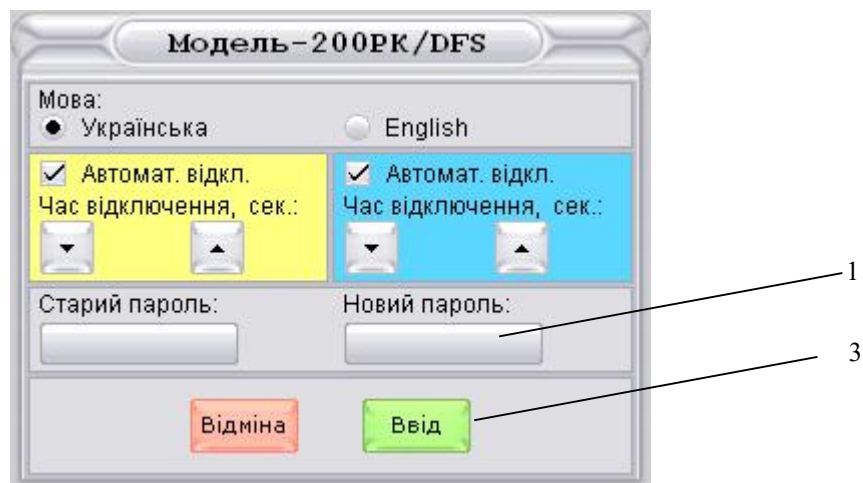 Модель-200РК/DFS
Мова:
Українська English
Автомат. відкл. Автомат. відкл.
Час відключення, сек.: Час відключення, сек.:
1
Старий пароль: Новий пароль:
3
Відміна Ввід